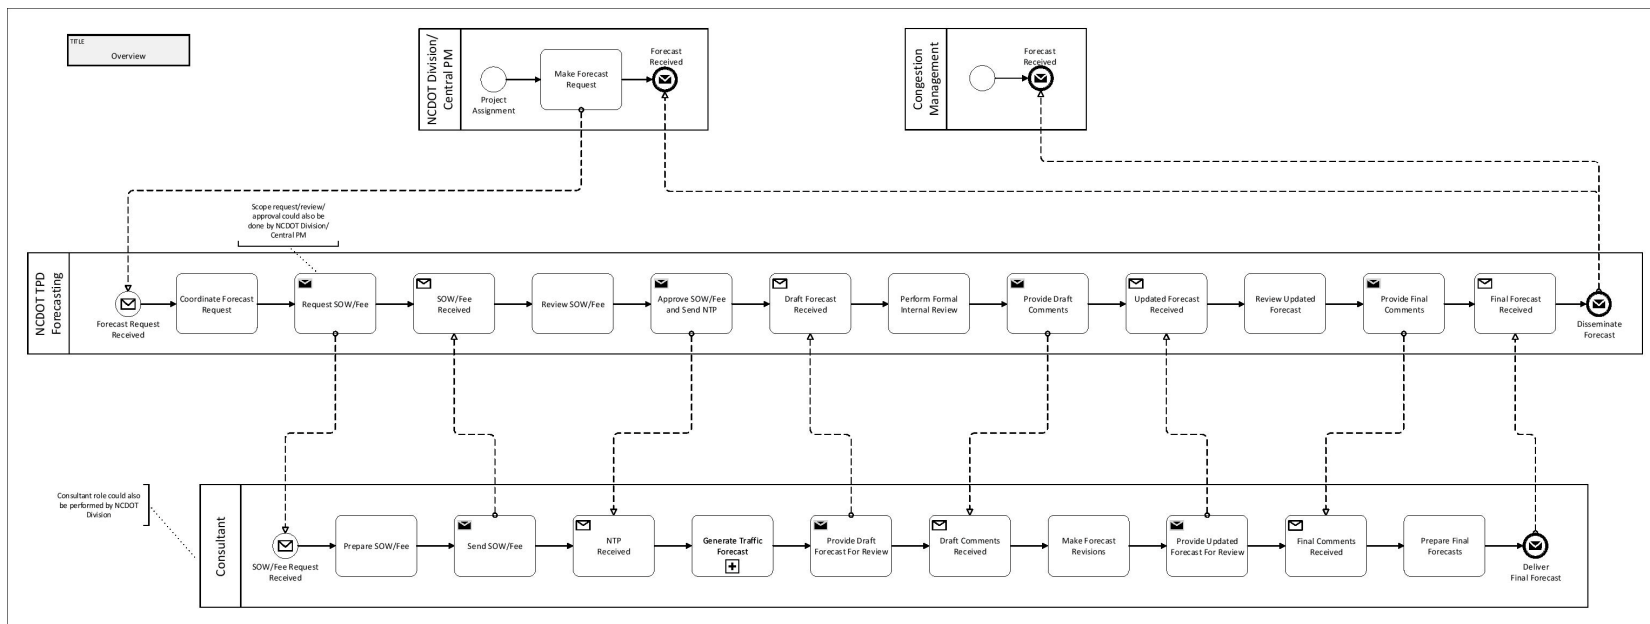 TITLE
Overview
NCDOT Division/
Central PM
Project
Assignment
Make Forecast
Request
Forecast
Received
Congestion
Management
Forecast
Received
Scope request/review/
approval could also be
done by NCDOT Division/
Central PM
NCDOT TPD
Forecasting
Forecast Request
Received
Coordinate Forecast
Request
Request SOW/Fee
SOW/Fee
Received
Review SOW/Fee
Approve SOW/Fee
and Send NTP
Draft Forecast
Received
Perform Formal
Internal Review
Provide Draft
Comments
Updated Forecast
Received
Review Updated
Forecast
Provide Final
Comments
Final Forecast
Received
Disseminate
Forecast
Consultant role could also
be performed by NCDOT
Division
Consultant
SOW/Fee Request
Received
Prepare SOW/Fee
Send SOW/Fee
NTP
Received
Generate Traffic
Forecast
Provide Draft
Forecast For Review
Draft Comments
Received
Make Forecast
Revisions
Provide Updated
Forecast For Review
Final Comments
Received
Prepare Final
Forecasts
Deliver
Final Forecast